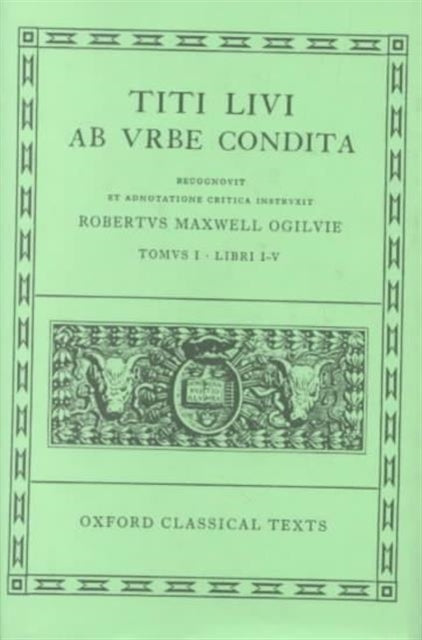 TITI LIVI
AB VRBE CONDITA
RECOGNOVIT
ET ADNOTATIONE CRITICA INSTRVXIT
ROBERTVS MAXWELL OGILVIE
TOMVS I · LIBRI I–V
OXFORD CLASSICAL TEXTS